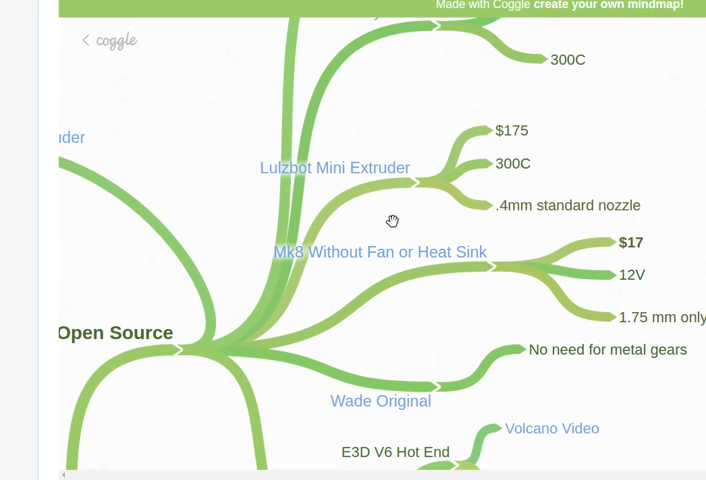 Made with Coggle create your own mindmap!
coggle
300C
uder
$175
Lulzbot Mini Extruder
300C
.4mm standard nozzle
$17
Mk8 Without Fan or Heat Sink
12V
1.75 mm only
Open Source
No need for metal gears
Wade Original
Volcano Video
E3D V6 Hot End